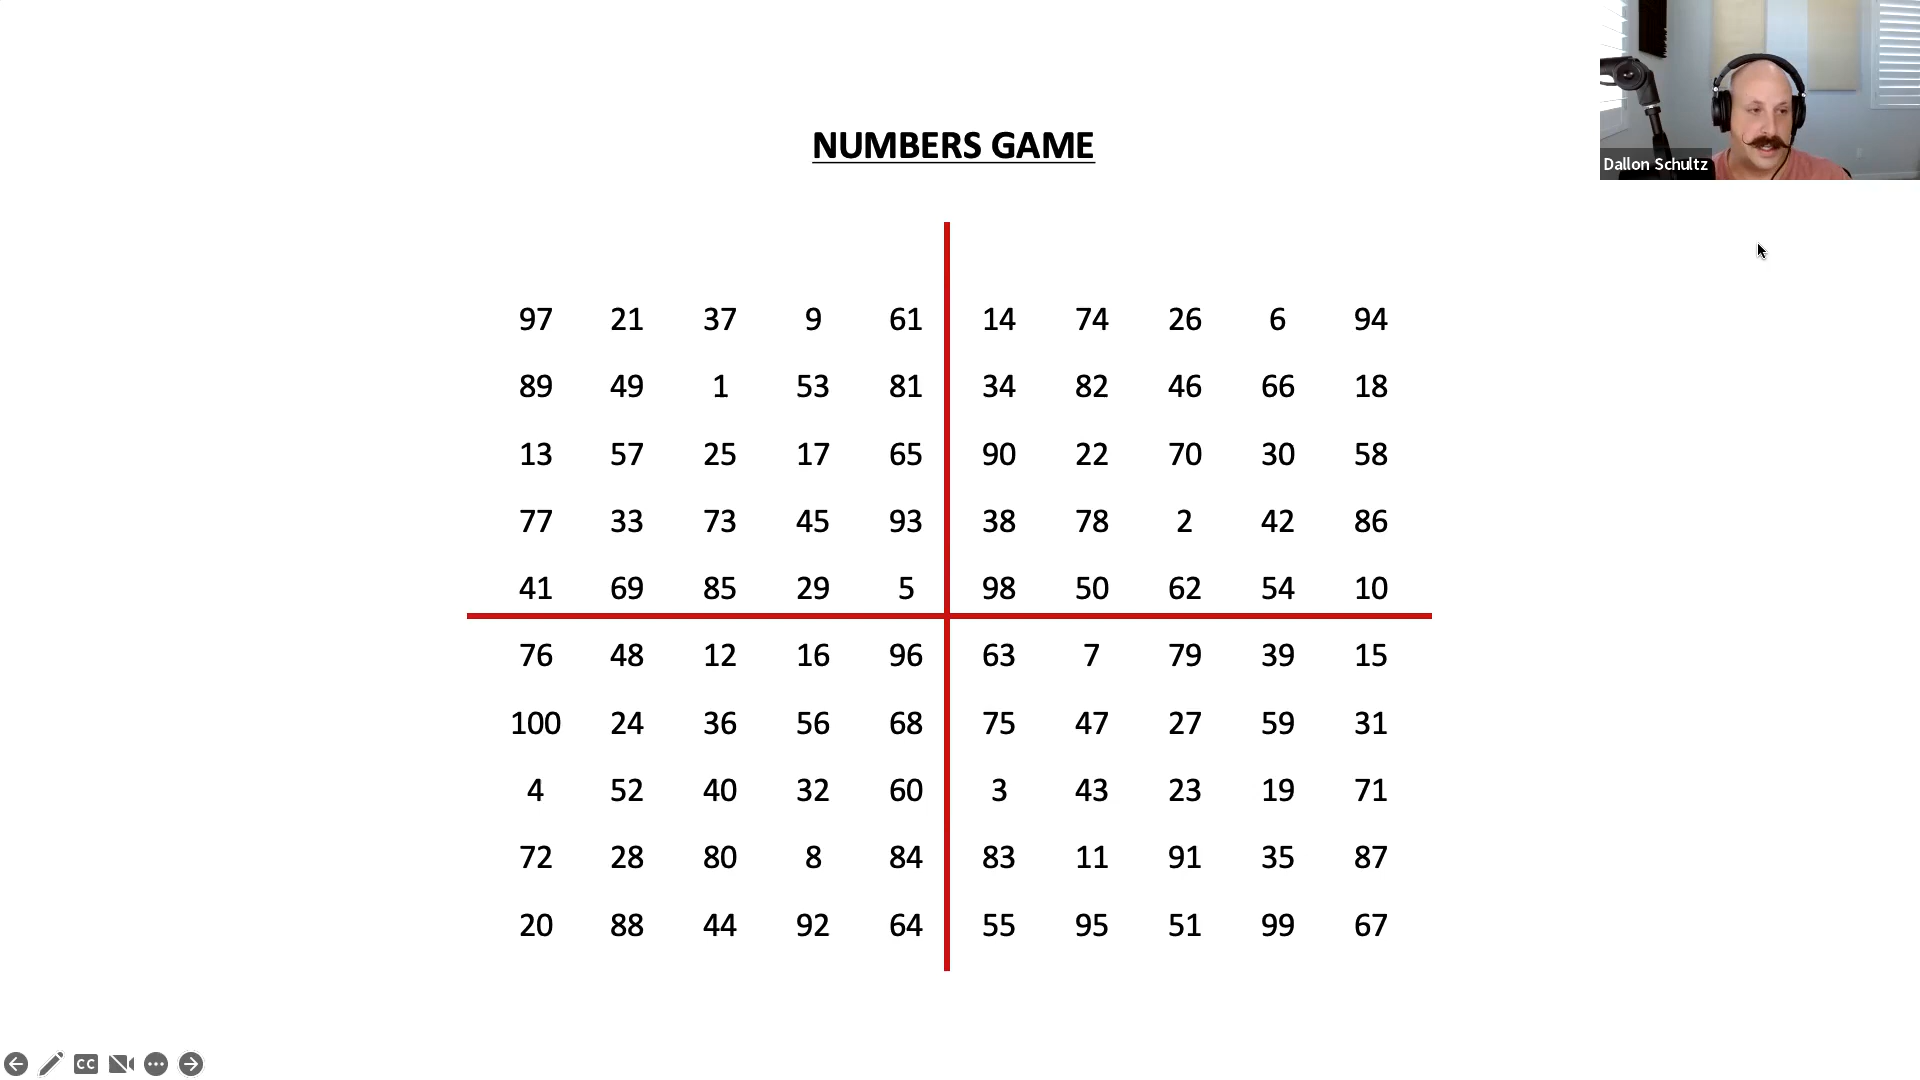 NUMBERS GAME
Dallon Schultz
97 21 37 9 61 14 74 26 6 94
89 49 1 53 81 34 82 46 66 18
13 57 25 17 65 90 22 70 30 58
77 33 73 45 93 38 78 2 42 86
41 69 85 29 5 98 50 62 54 10
76 48 12 16 96 63 7 79 39 15
100 24 36 56 68 75 47 27 59 31
4 52 40 32 60 3 43 23 19 71
72 28 80 8 84 83 11 91 35 87
20 88 44 92 64 55 95 51 99 67
CC